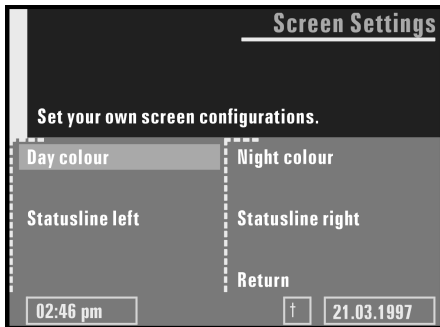 Screen Settings
Set your own screen configurations.
Day colour
Night colour
Statusline left
Statusline right
Return
02:46 pm
†
21.03.1997